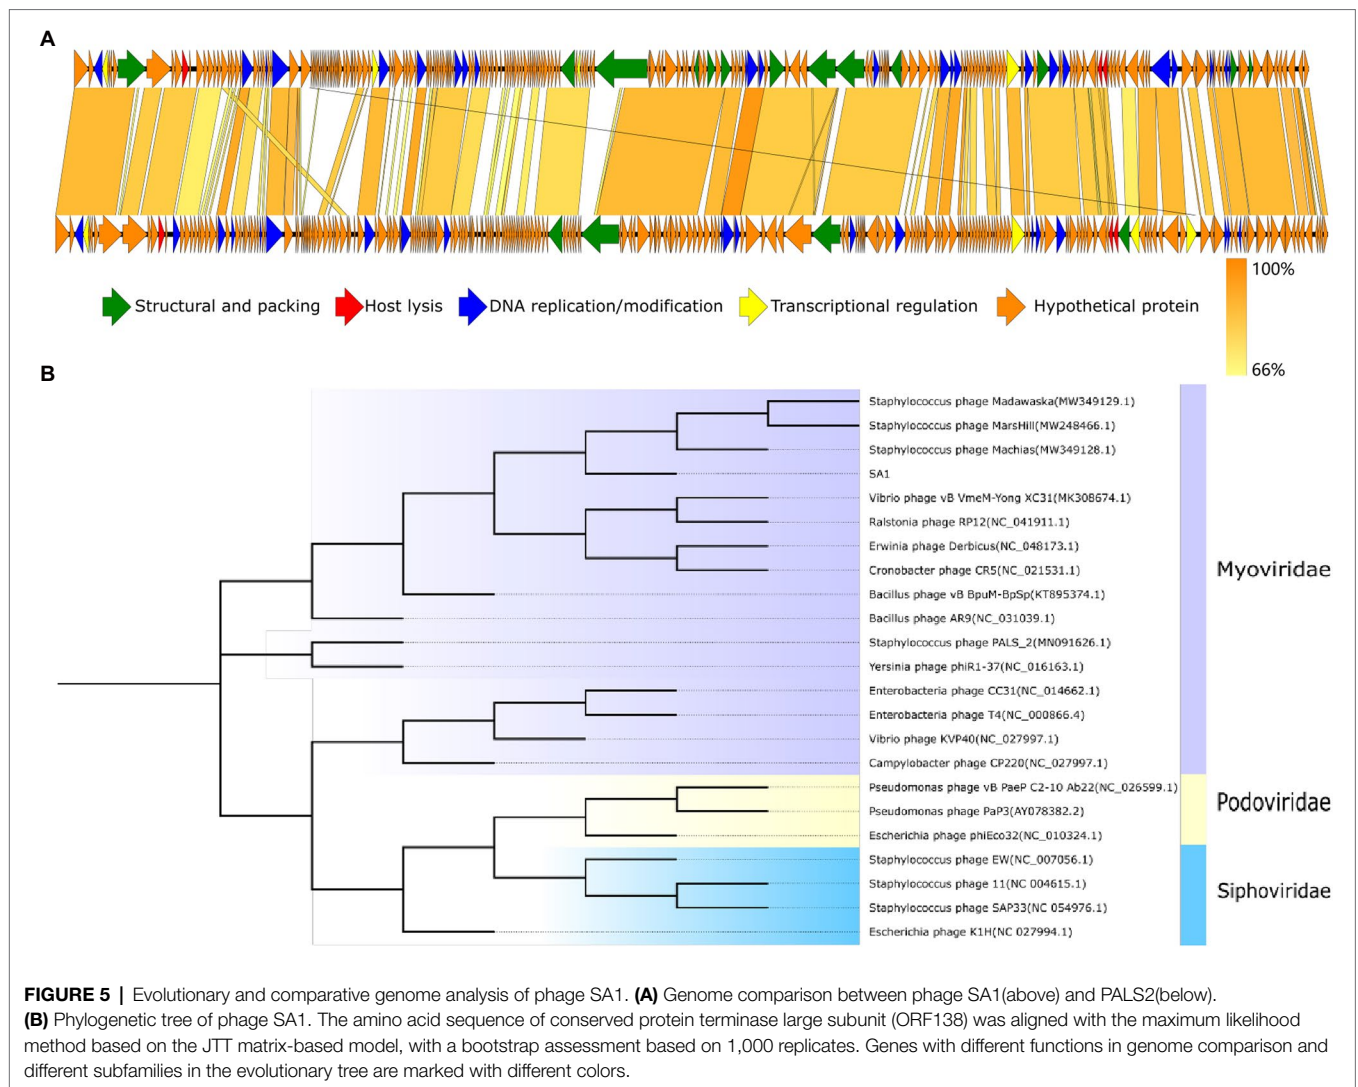 A
Structural and packing
Host lysis
DNA replication/modification
Transcriptional regulation
Hypothetical protein
100%
66%
B
Staphylococcus phage Madawaska(MW349129.1)
Staphylococcus phage MarsHill(MW248466.1)
Staphylococcus phage Machias(MW349128.1)
SA1
Vibrio phage vB VmeM-Yong XC31(MK308674.1)
Ralstonia phage RP12(NC_041911.1)
Erwinia phage Derbicus(NC_048173.1)
Cronobacter phage CR5(NC_021531.1)
Bacillus phage vB BpuM-BpSp(KT895374.1)
Bacillus phage AR9(NC_031039.1)
Staphylococcus phage PALS_2(MN091626.1)
Yersinia phage phiR1-37(NC_016163.1)
Enterobacteria phage CC31(NC_014662.1)
Enterobacteria phage T4(NC_000866.4)
Vibrio phage KVP40(NC_027997.1)
Campylobacter phage CP220(NC_027997.1)
Pseudomonas phage vB PaeP C2-10 Ab22(NC_026599.1)
Pseudomonas phage PaP3(AY078382.2)
Escherichia phage phiEco32(NC_010324.1)
Staphylococcus phage EW(NC_007056.1)
Staphylococcus phage 11(NC 004615.1)
Staphylococcus phage SAP33(NC 054976.1)
Escherichia phage K1H(NC 027994.1)
Myoviridae
Podoviridae
Siphoviridae
FIGURE 5 | Evolutionary and comparative genome analysis of phage SA1. (A) Genome comparison between phage SA1(above) and PALS2(below).
(B) Phylogenetic tree of phage SA1. The amino acid sequence of conserved protein terminase large subunit (ORF138) was aligned with the maximum likelihood
method based on the JTT matrix-based model, with a bootstrap assessment based on 1,000 replicates. Genes with different functions in genome comparison and
different subfamilies in the evolutionary tree are marked with different colors.